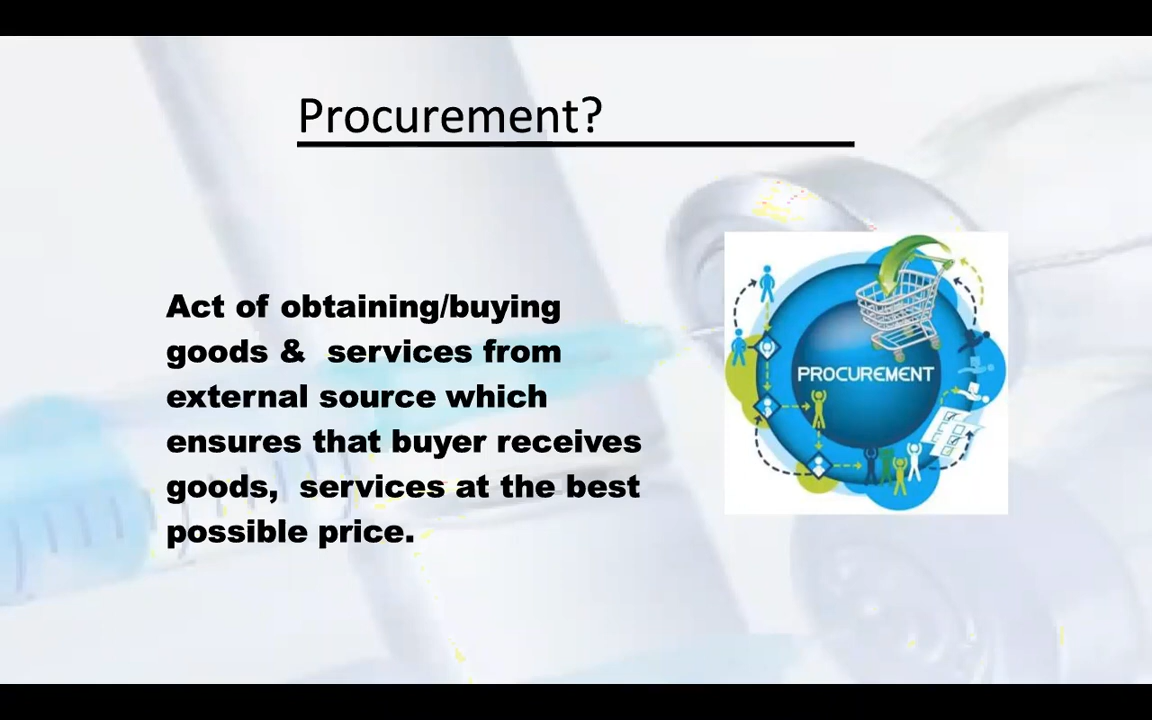 Procurement?
Act of obtaining/buying
goods &  services from
external source which
ensures that buyer receives
goods,  services at the best
possible price.
PROCUREMENT